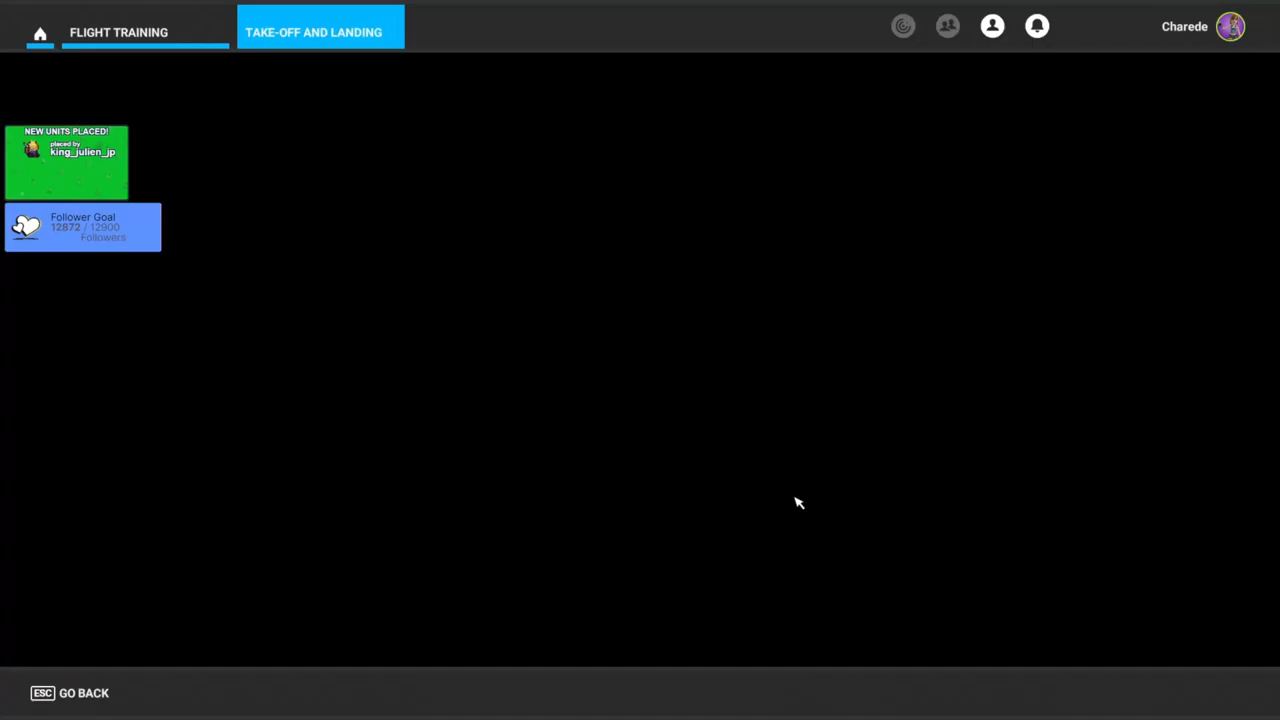 FLIGHT TRAINING
TAKE-OFF AND LANDING
Charede
NEW UNITS PLACED!
placed by
king_julien_jp
Follower Goal
12872 / 12900
Followers
ESC GO BACK